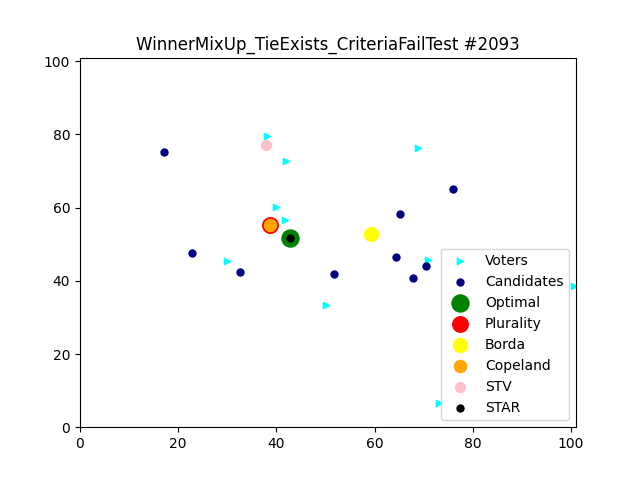 WinnerMixUp_TieExists_CriteriaFailTest #2093
100
80
60
40
20
0
0 20 40 60 80 100
Voters
Candidates
Optimal
Plurality
Borda
Copeland
STV
STAR